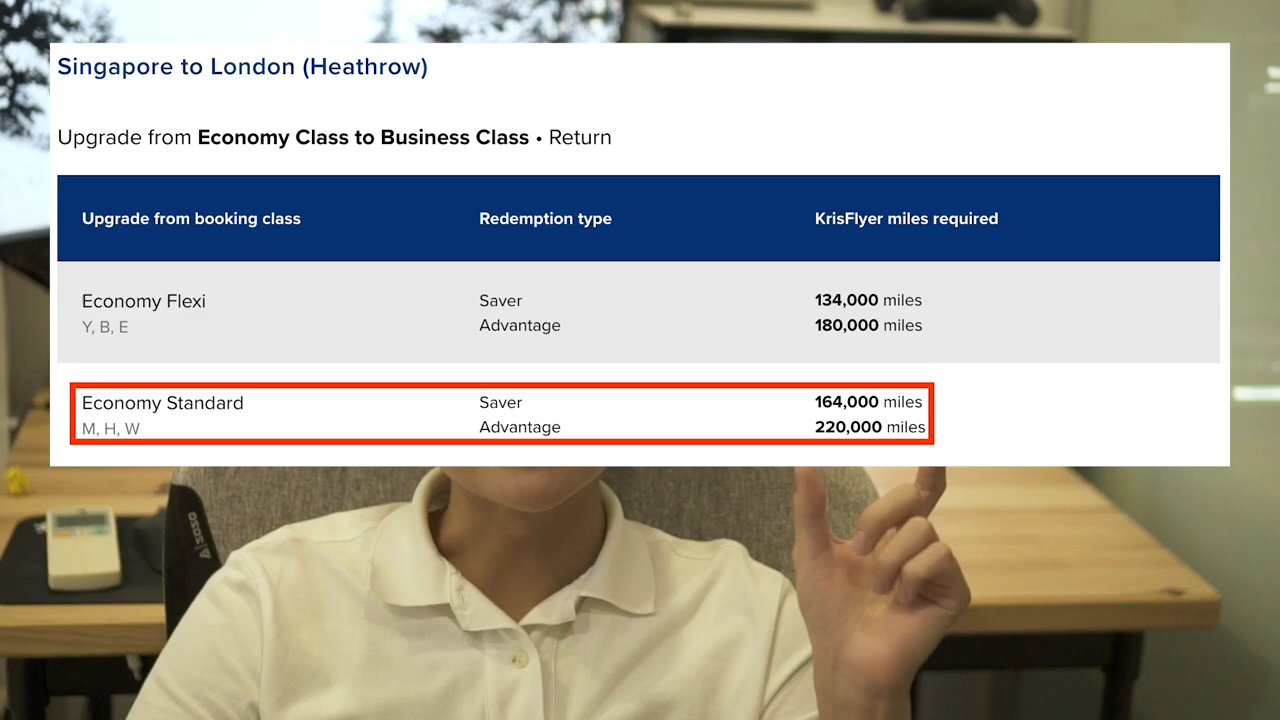 Singapore to London (Heathrow)
Upgrade from Economy Class to Business Class • Return
Upgrade from booking class Redemption type KrisFlyer miles required
Economy Flexi Saver 134,000 miles
Y, B, E Advantage 180,000 miles
Economy Standard Saver 164,000 miles
M, H, W Advantage 220,000 miles